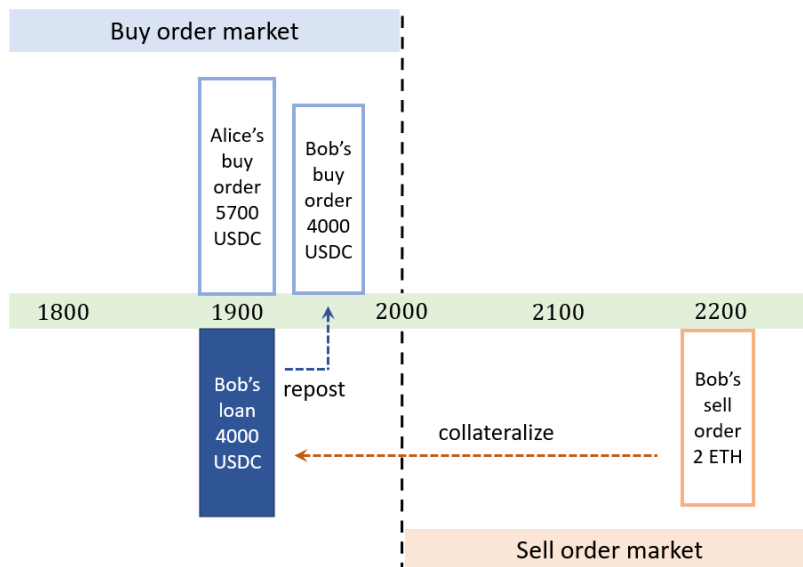 Buy order market
Alice's
buy
order
5700
USDC
Bob's
buy
order
4000
USDC
1800
1900
2000
2100
2200
Bob's
loan
4000
USDC
repost
collateralize
Bob's
sell
order
2 ETH
Sell order market